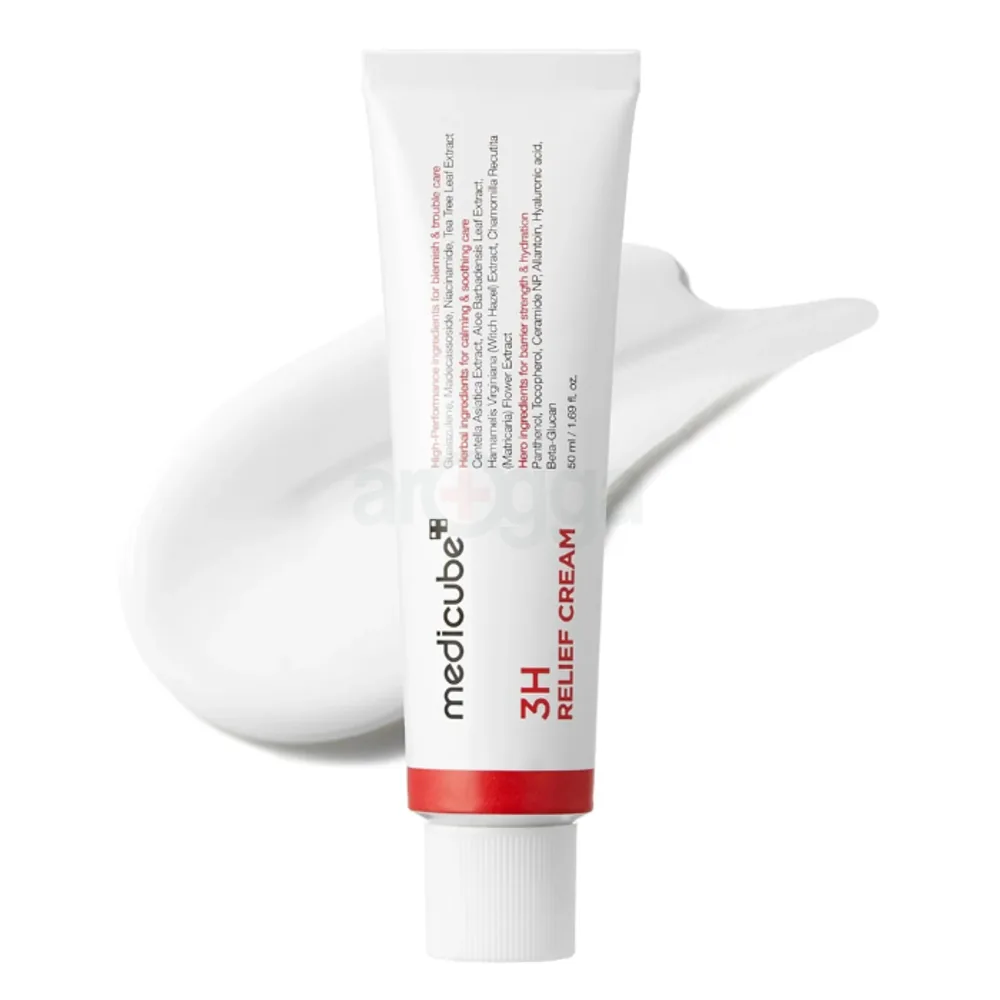 High-Performance ingredients for blemish & trouble care
Guaiazulene, Madecassoside, Niacinamide, Tea Tree Leaf Extract
Herbal ingredients for calming & soothing care
Centella Asiatica Extract, Aloe Barbadensis Leaf Extract,
Hamamelis Virginiana (Witch Hazel) Extract, Chamomilla Recutita
(Matricaria) Flower Extract
Hero ingredients for barrier strength & hydration
Panthenol, Tocopherol, Ceramide NP, Allantoin, Hyaluronic acid,
Beta-Glucan
50 ml / 1.69 fl. oz.
medicube
3H
RELIEF CREAM
arogga